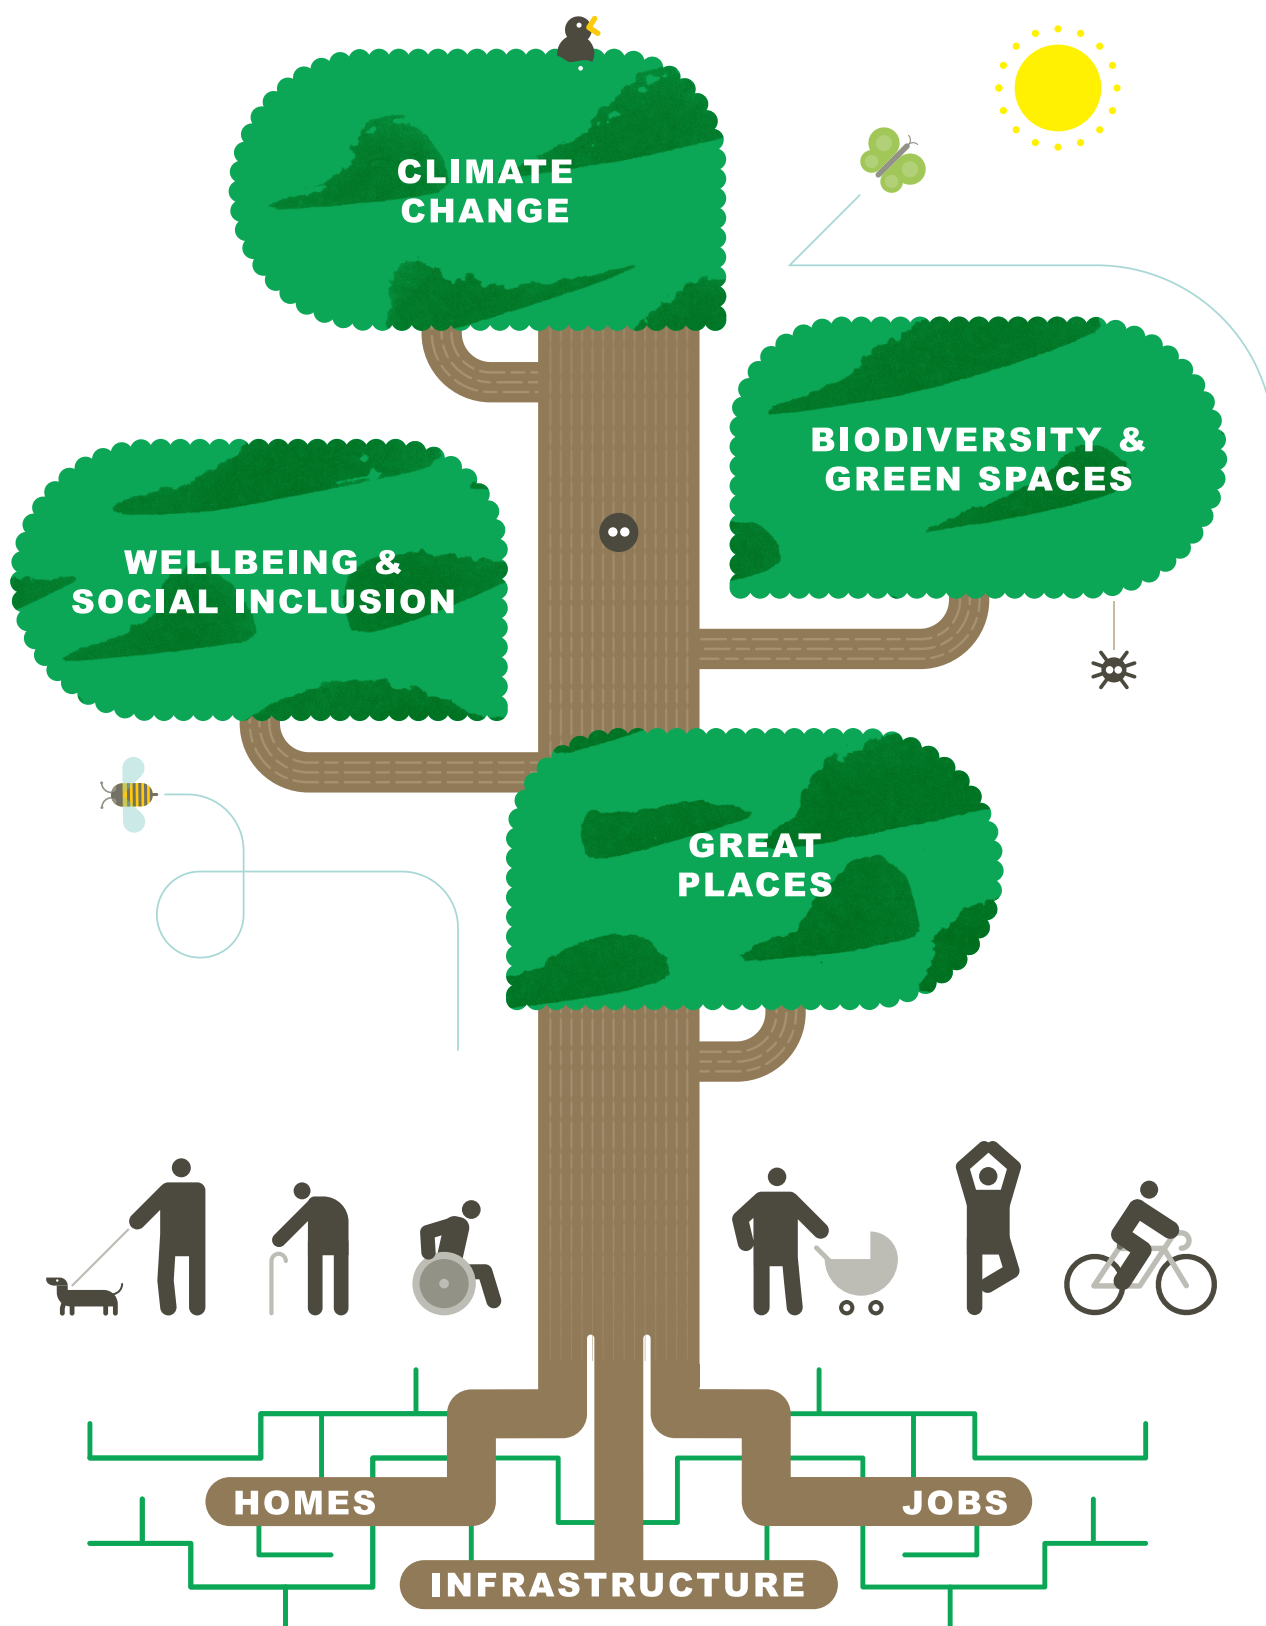 CLIMATE
CHANGE
BIODIVERSITY &
GREEN SPACES
WELLBEING &
SOCIAL INCLUSION
GREAT
PLACES
HOMES
JOBS
INFRASTRUCTURE